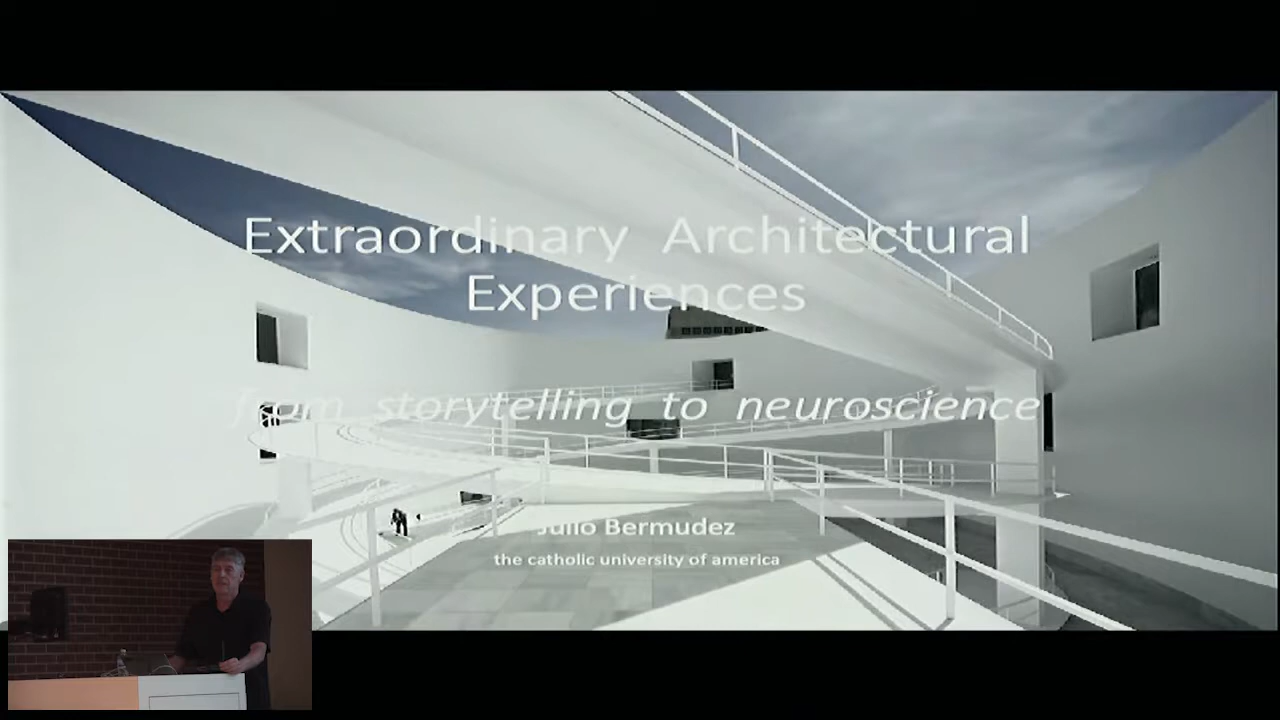 Extraordinary Architectural
Experiences
from storytelling to neuroscience
Julio Bermudez
the catholic university of america